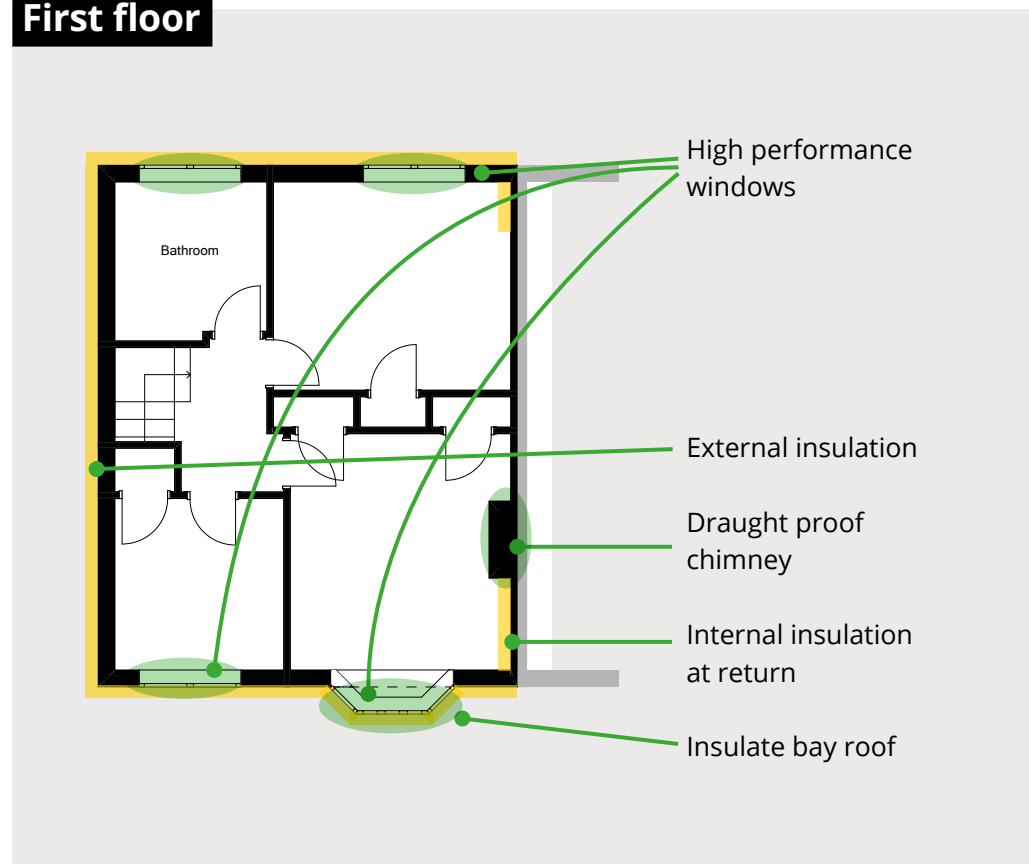 First floor
High performance
windows
Bathroom
External insulation
Draught proof
chimney
Internal insulation
at return
Insulate bay roof